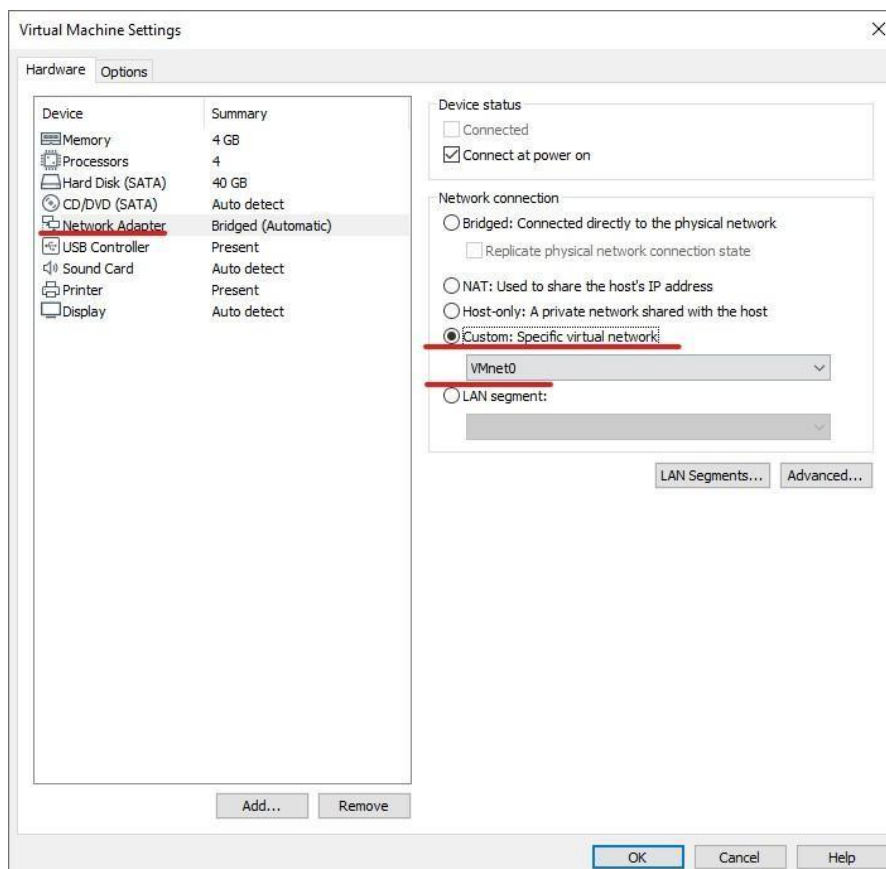 Virtual Machine Settings
Hardware
Options
Device Summary
Memory 4 GB
Processors 4
Hard Disk (SATA) 40 GB
CD/DVD (SATA) Auto detect
Network Adapter Bridged (Automatic)
USB Controller Present
Sound Card Auto detect
Printer Present
Display Auto detect
Add...
Remove
Device status
Connected
Connect at power on
Network connection
Bridged: Connected directly to the physical network
Replicate physical network connection state
NAT: Used to share the host's IP address
Host-only: A private network shared with the host
Custom: Specific virtual network
VMnet0
LAN segment:
LAN Segments...
Advanced...
OK
Cancel
Help